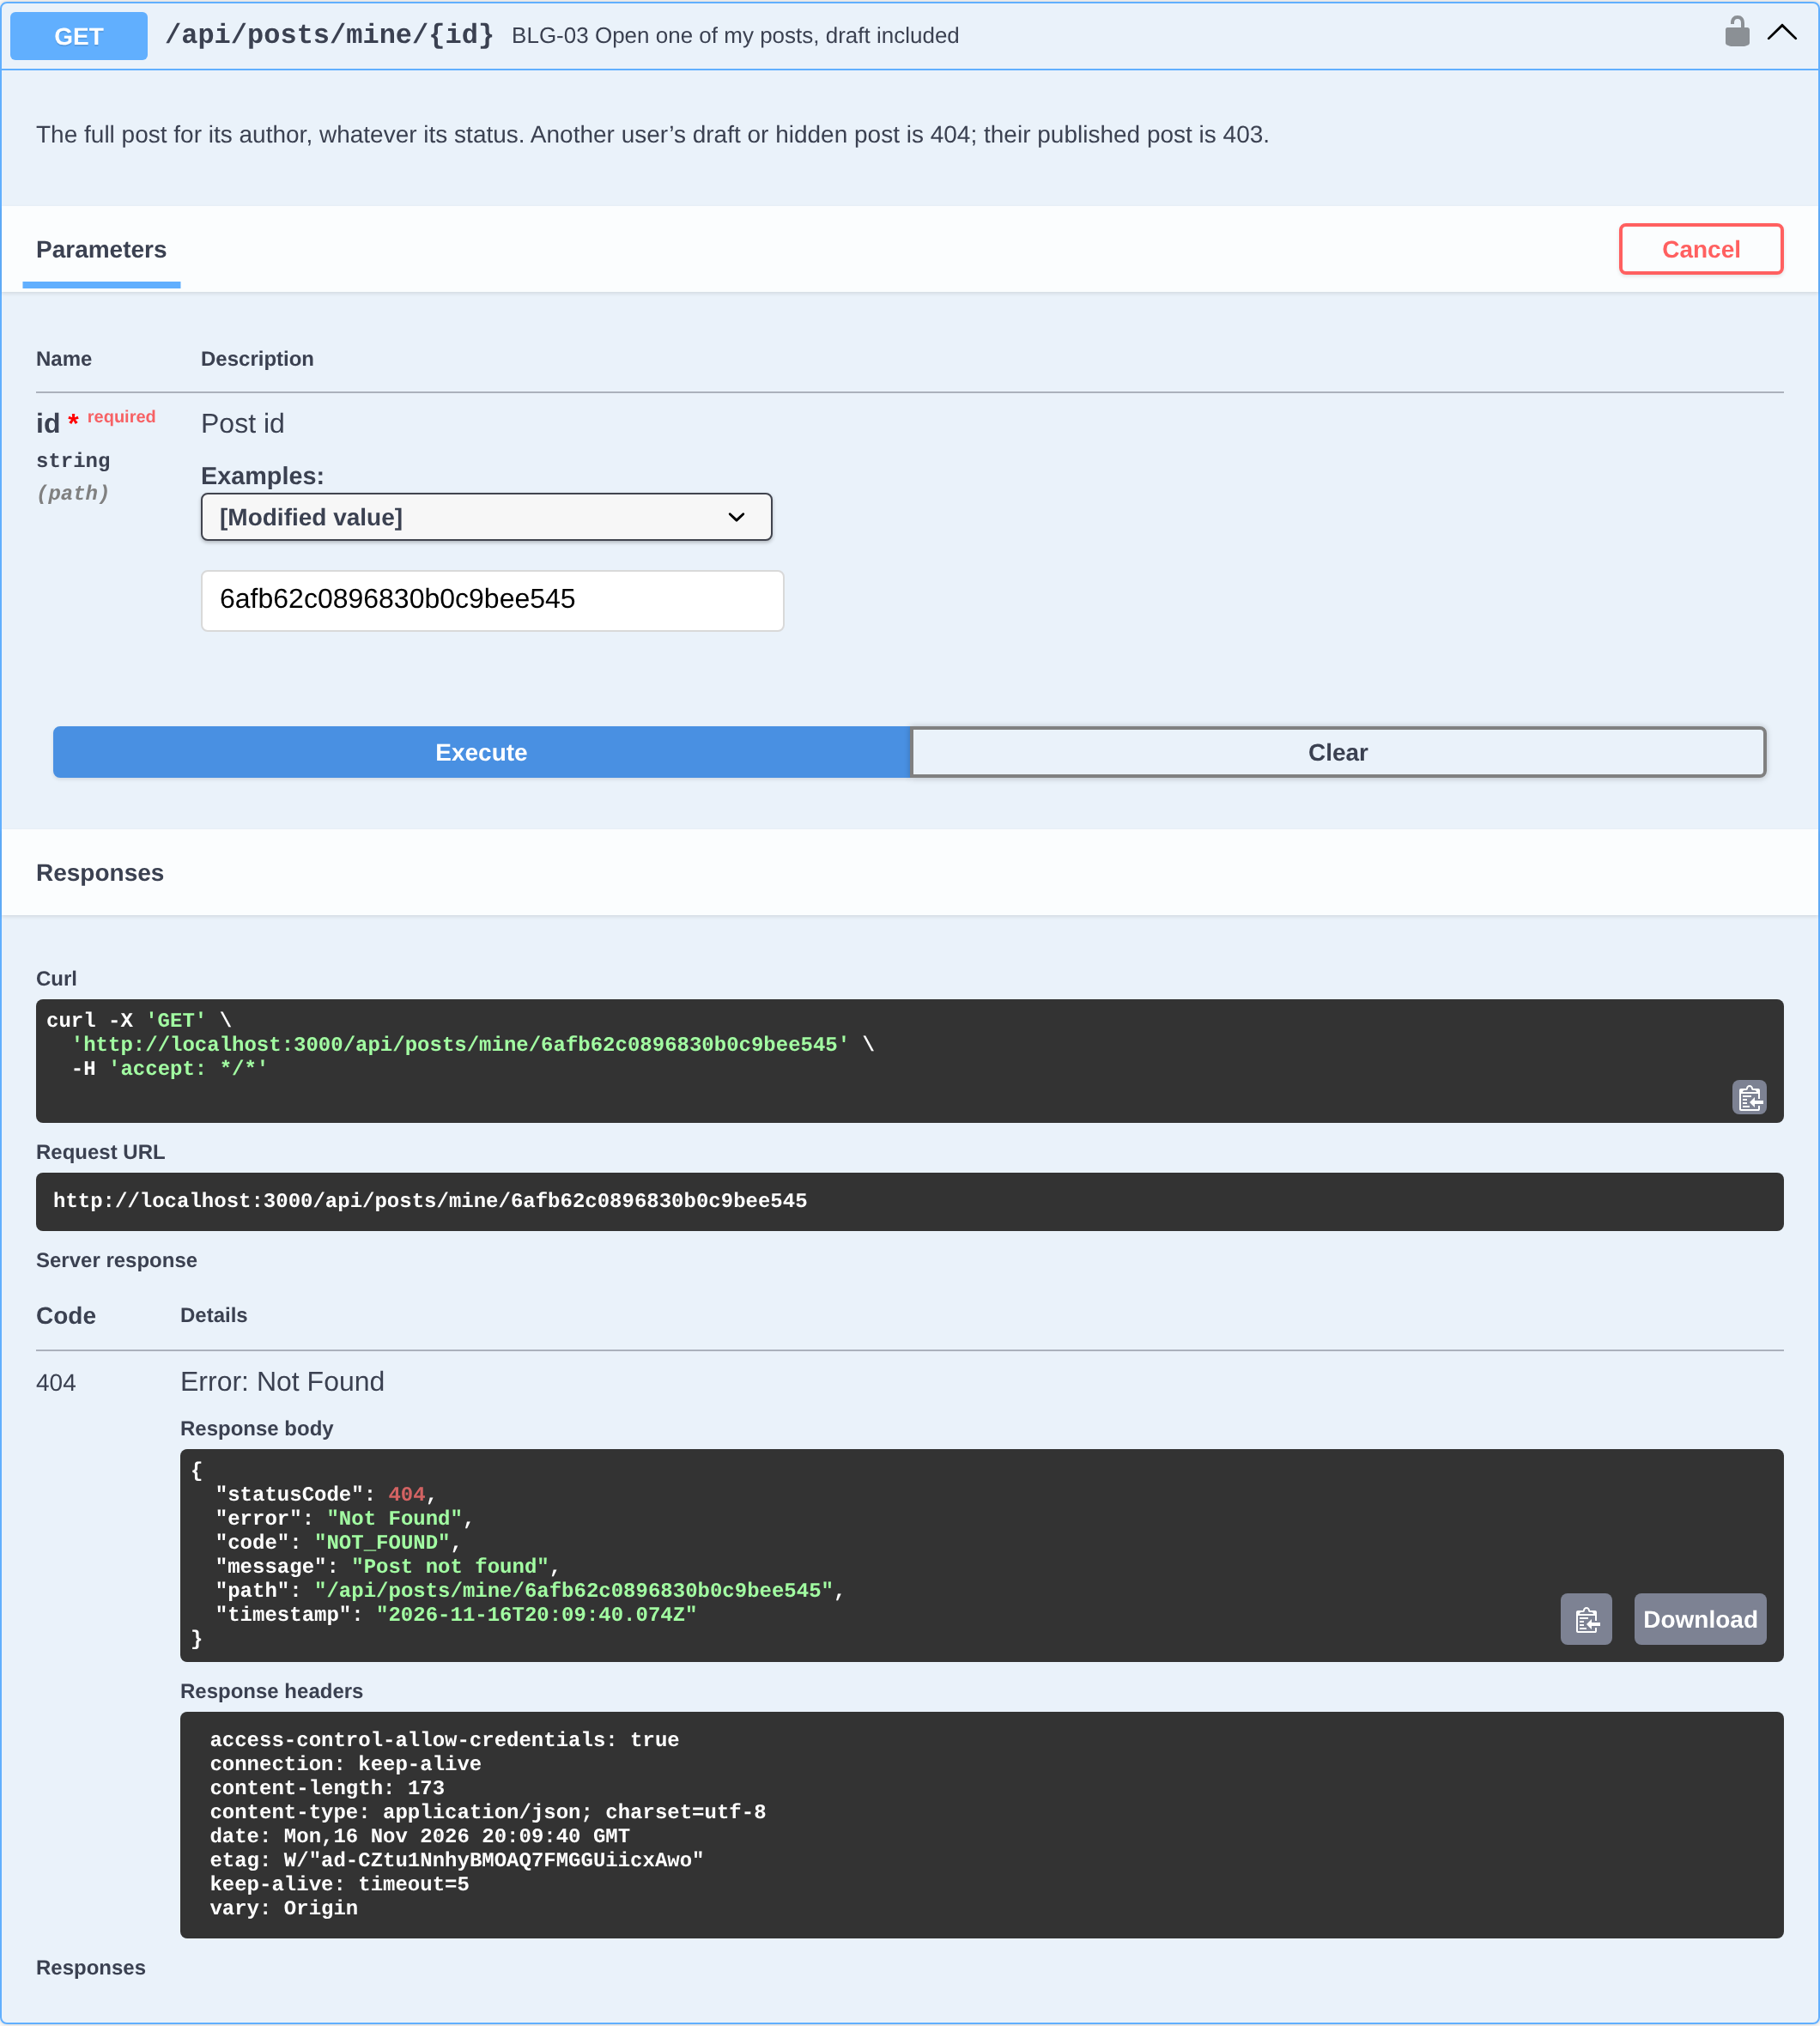 GET /api/posts/mine/{id} BLG-03 Open one of my posts, draft included
The full post for its author, whatever its status. Another user’s draft or hidden post is 404; their published post is 403.
Parameters
Cancel
Name Description
id * required
string
(path)
Post id
Examples:
[Modified value]
6afb62c0896830b0c9bee545
Execute
Clear
Responses
Curl
curl -X 'GET' \
'http://localhost:3000/api/posts/mine/6afb62c0896830b0c9bee545' \
-H 'accept: */*'
Request URL
http://localhost:3000/api/posts/mine/6afb62c0896830b0c9bee545
Server response
Code Details
404 Error: Not Found
Response body
{
"statusCode": 404,
"error": "Not Found",
"code": "NOT_FOUND",
"message": "Post not found",
"path": "/api/posts/mine/6afb62c0896830b0c9bee545",
"timestamp": "2026-11-16T20:09:40.074Z"
}
Download
Response headers
access-control-allow-credentials: true
connection: keep-alive
content-length: 173
content-type: application/json; charset=utf-8
date: Mon,16 Nov 2026 20:09:40 GMT
etag: W/"ad-CZtu1NnhyBMOAQ7FMGGUiicxAwo"
keep-alive: timeout=5
vary: Origin
Responses